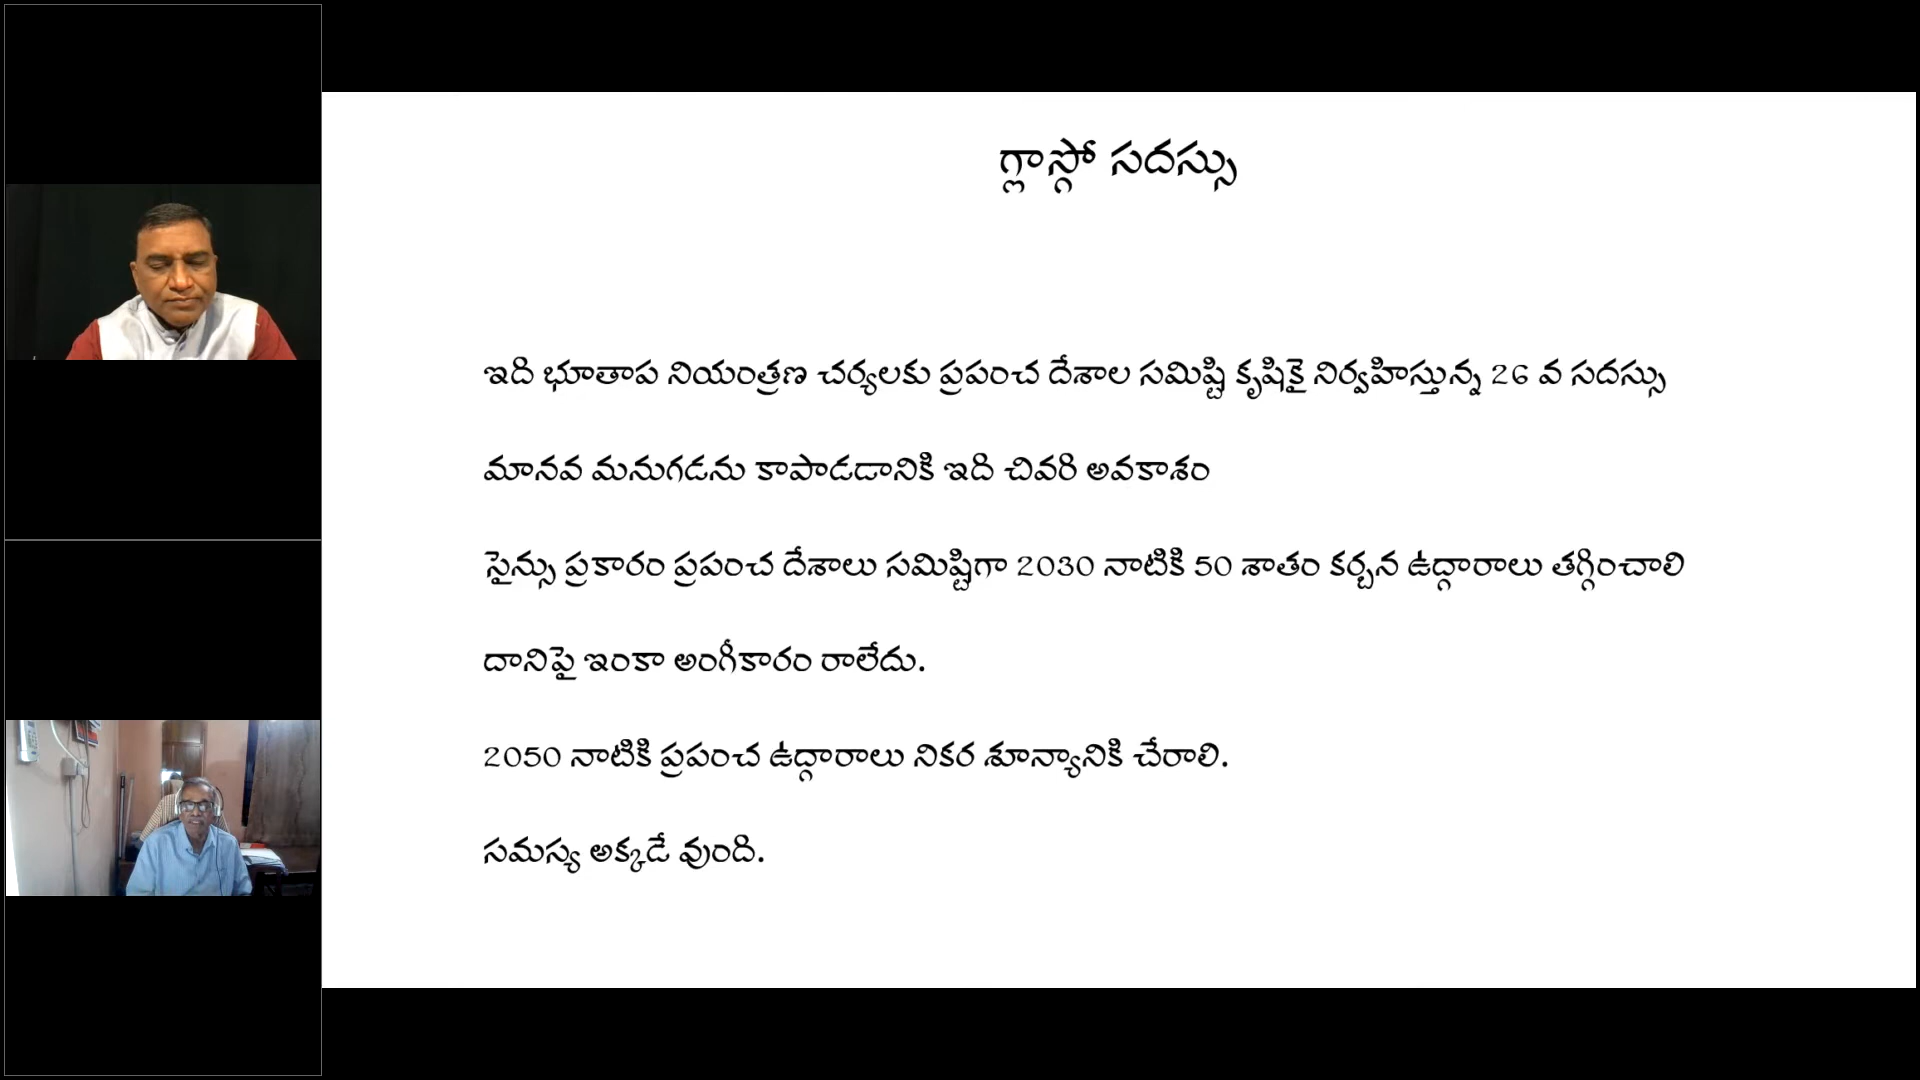 గ్లాస్గో సదస్సు
ఇది భూతాప నియంత్రణ చర్యలకు ప్రపంచ దేశాల సమిష్టి కృషికై నిర్వహిస్తున్న 26 వ సదస్సు
మానవ మనుగడను కాపాడడానికి ఇది చివరి అవకాశం
సైన్సు ప్రకారం ప్రపంచ దేశాలు సమిష్టిగా 2030 నాటికి 50 శాతం కర్బన ఉద్గారాలు తగ్గించాలి
దానిపై ఇంకా అంగీకారం రాలేదు.
2050 నాటికి ప్రపంచ ఉద్గారాలు నికర శూన్యానికి చేరాలి.
సమస్య అక్కడే వుంది.